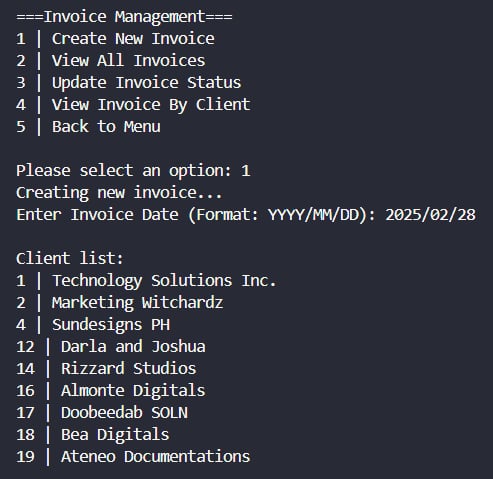 ===Invoice Management===
1 | Create New Invoice
2 | View All Invoices
3 | Update Invoice Status
4 | View Invoice By Client
5 | Back to Menu
Please select an option: 1
Creating new invoice...
Enter Invoice Date (Format: YYYY/MM/DD): 2025/02/28
Client list:
1 | Technology Solutions Inc.
2 | Marketing Witchardz
4 | Sundesigns PH
12 | Darla and Joshua
14 | Rizzard Studios
16 | Almonte Digitals
17 | Doobeedab SOLN
18 | Bea Digitals
19 | Ateneo Documentations